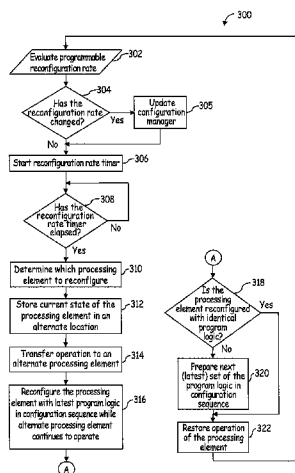 300
Evaluate programmable
reconfiguration rate
302
304
Has the
reconfiguration rate
changed?
Yes
Update
configuration
manager
305
No
Start reconfiguration rate timer
306
308
Has the
reconfiguration
rate timer
elapsed?
No
Yes
Determine which processing
element to reconfigure
310
Store current state of the
processing element in an
alternate location
312
Transfer operation to an
alternate processing element
314
Reconfigure the processing
element with latest program logic
in configuration sequence while
alternate processing element
continues to operate
316
A
A
318
Is the
processing
element reconfigured
with identical
program
logic?
Yes
No
Prepare next
(latest) set of the
program logic in
configuration
sequence
320
Restore operation
of the processing
element
322